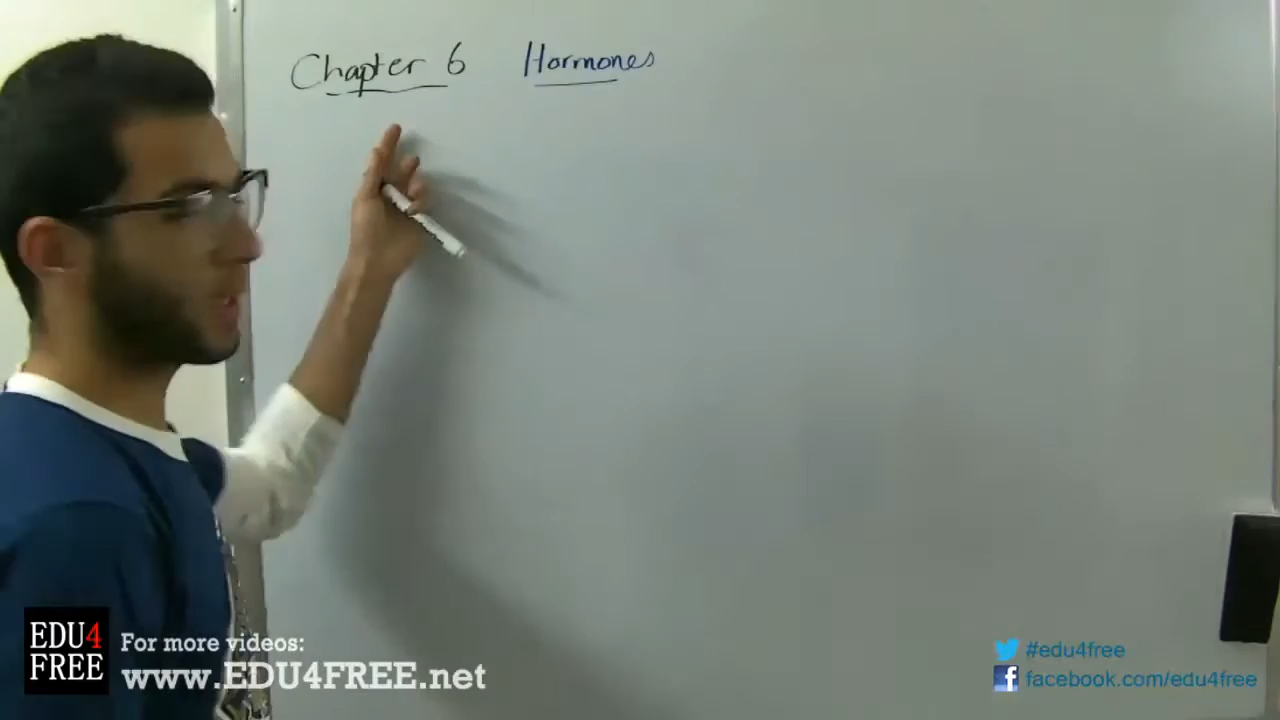 Chapter 6 Hormones
EDU4
FREE
For more videos:
www.EDU4FREE.net
#edu4free
facebook.com/edu4free